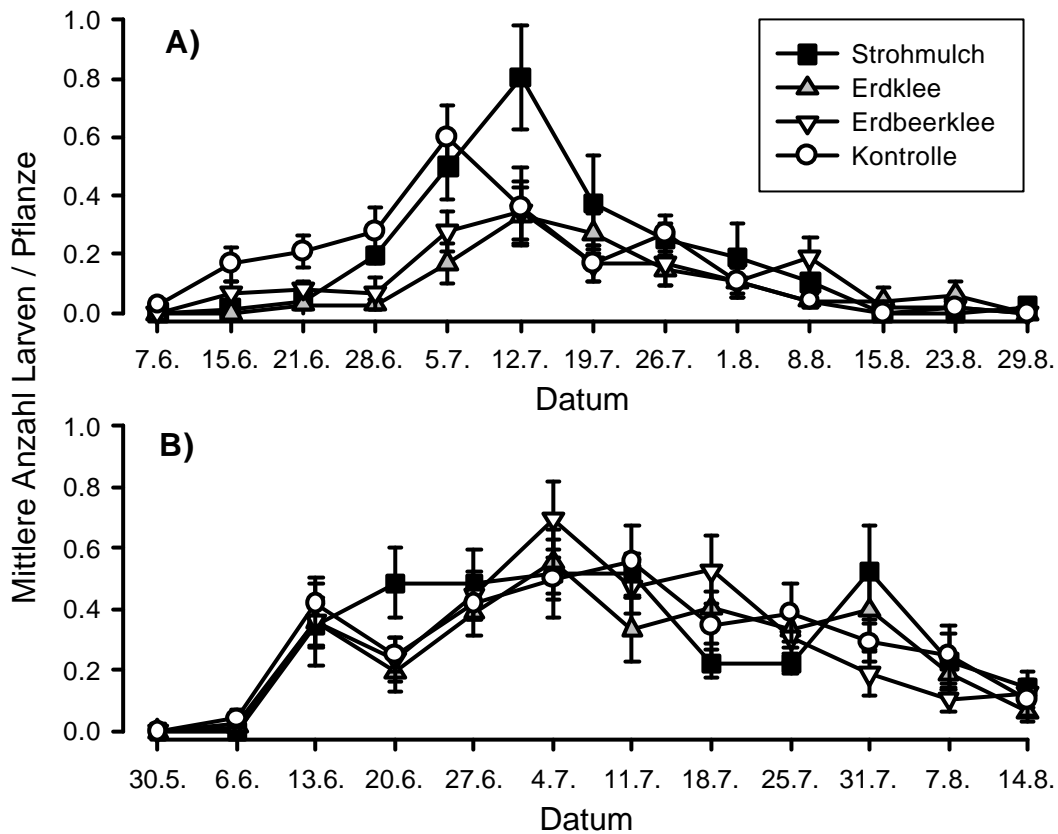 Mittlere Anzahl Larven / Pflanze
A)
1.0
0.8
0.6
0.4
0.2
0.0
Strohmulch
Erdklee
Erdbeerklee
Kontrolle
7.6. 15.6. 21.6. 28.6. 5.7. 12.7. 19.7. 26.7. 1.8. 8.8. 15.8. 23.8. 29.8.
Datum
B)
1.0
0.8
0.6
0.4
0.2
0.0
30.5. 6.6. 13.6. 20.6. 27.6. 4.7. 11.7. 18.7. 25.7. 31.7. 7.8. 14.8.
Datum